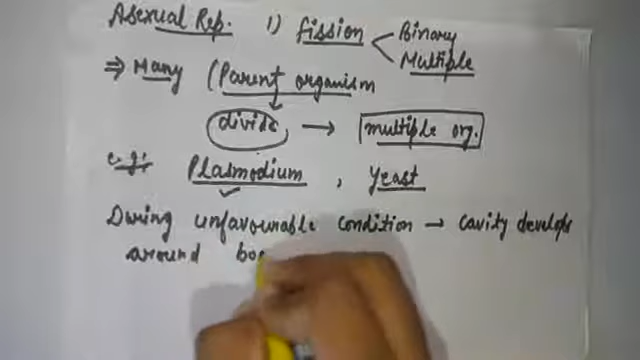 Asexual Rep. 1) fission < Binary
Multiple
⇒ Many (Parent organism
divide → multiple org.
e.g: Plasmodium , Yeast
During unfavourable condition → cavity develops
around